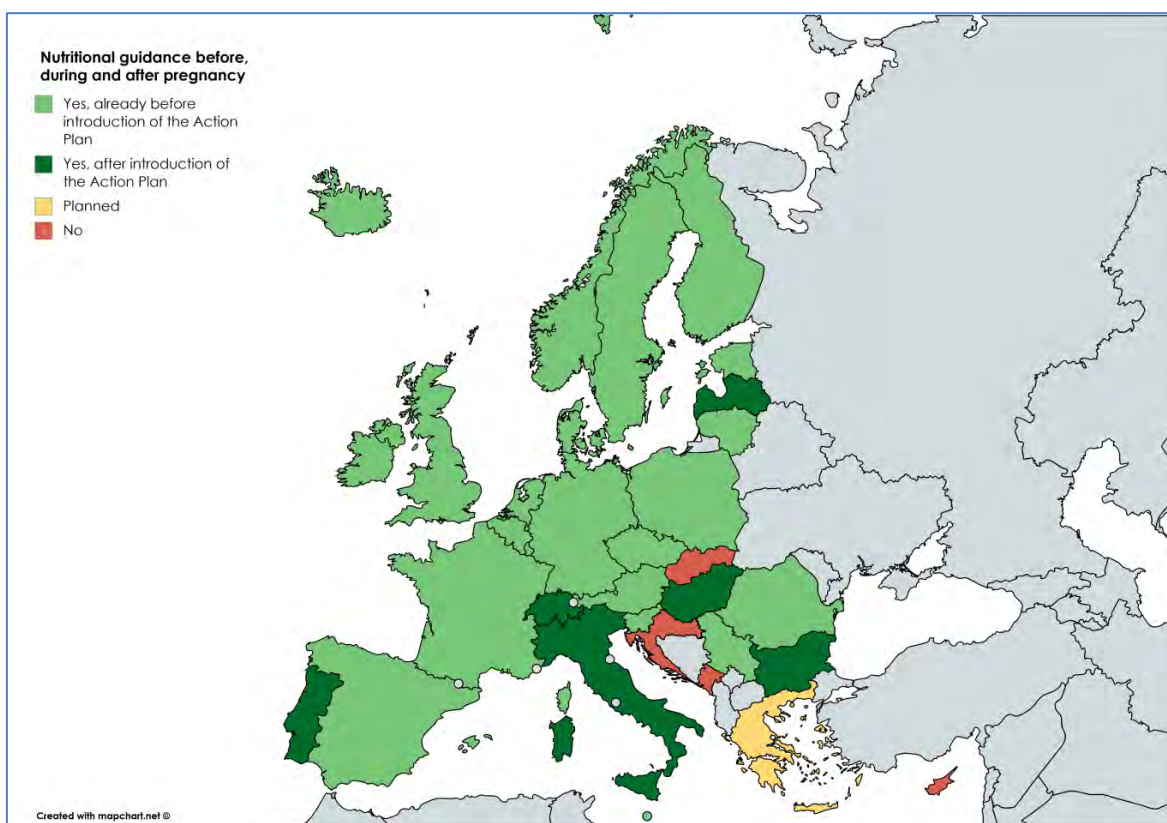 Nutritional guidance before,
during and after pregnancy
Yes, already before
introduction of the Action
Plan
Yes, after introduction of
the Action Plan
Planned
No
Created with mapchart.net ©